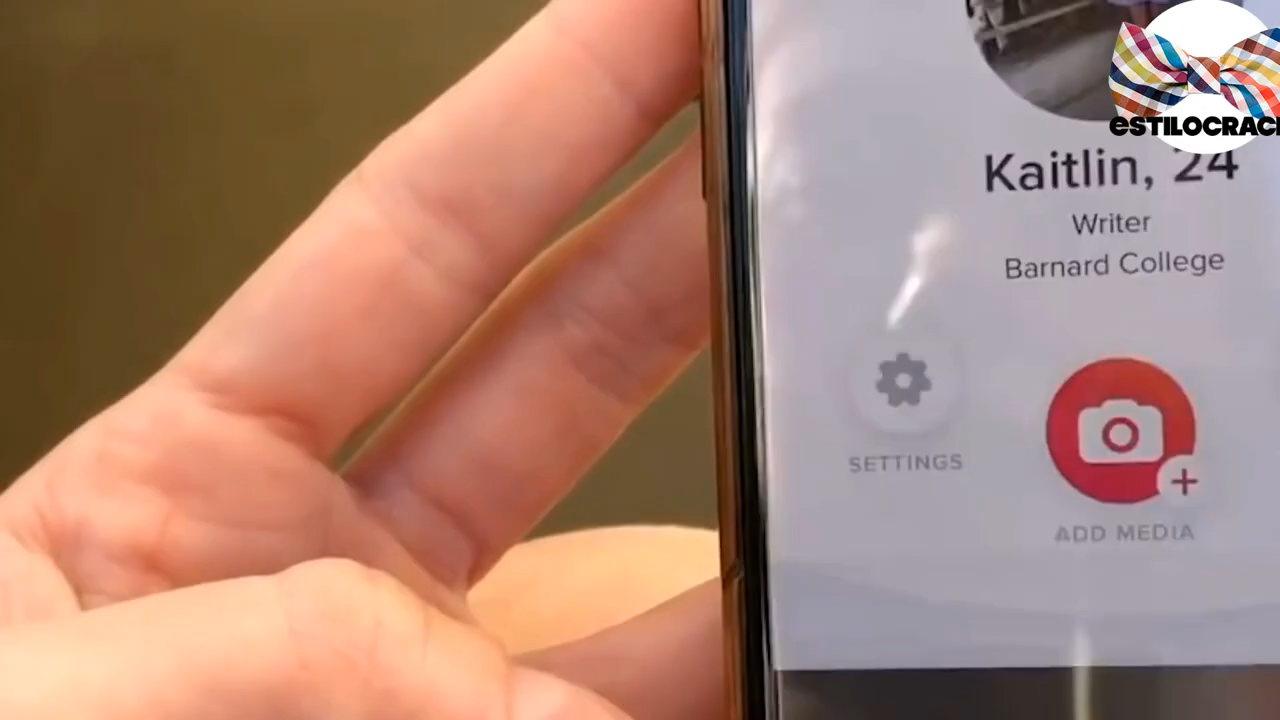 eSTILOCRAC
Kaitlin, 24
Writer
Barnard College
SETTINGS
ADD MEDIA